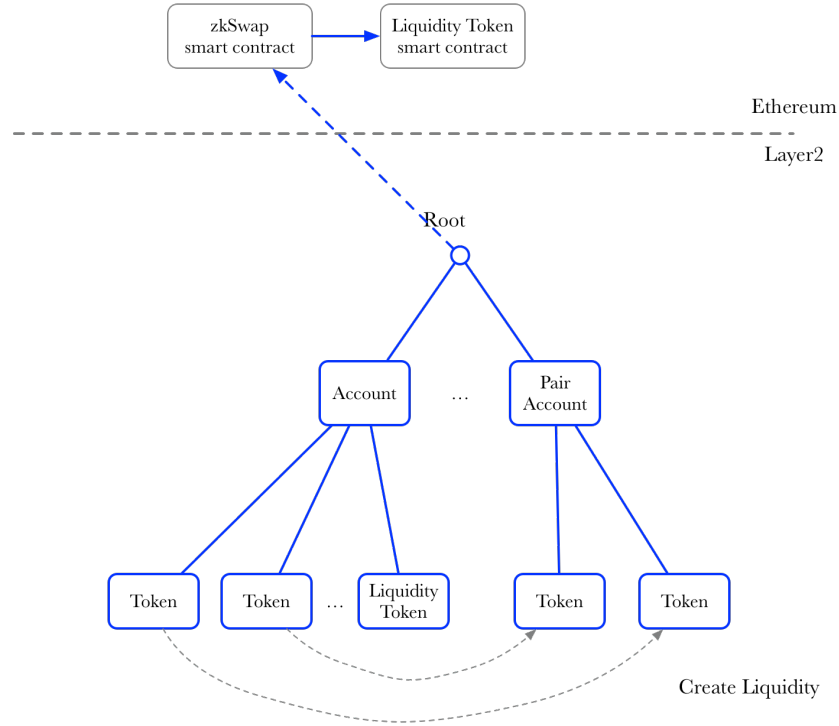 zkSwap
smart contract
Liquidity Token
smart contract
Ethereum
Layer2
Root
Account
...
Pair
Account
Token
Token
...
Liquidity
Token
Token
Token
Create Liquidity